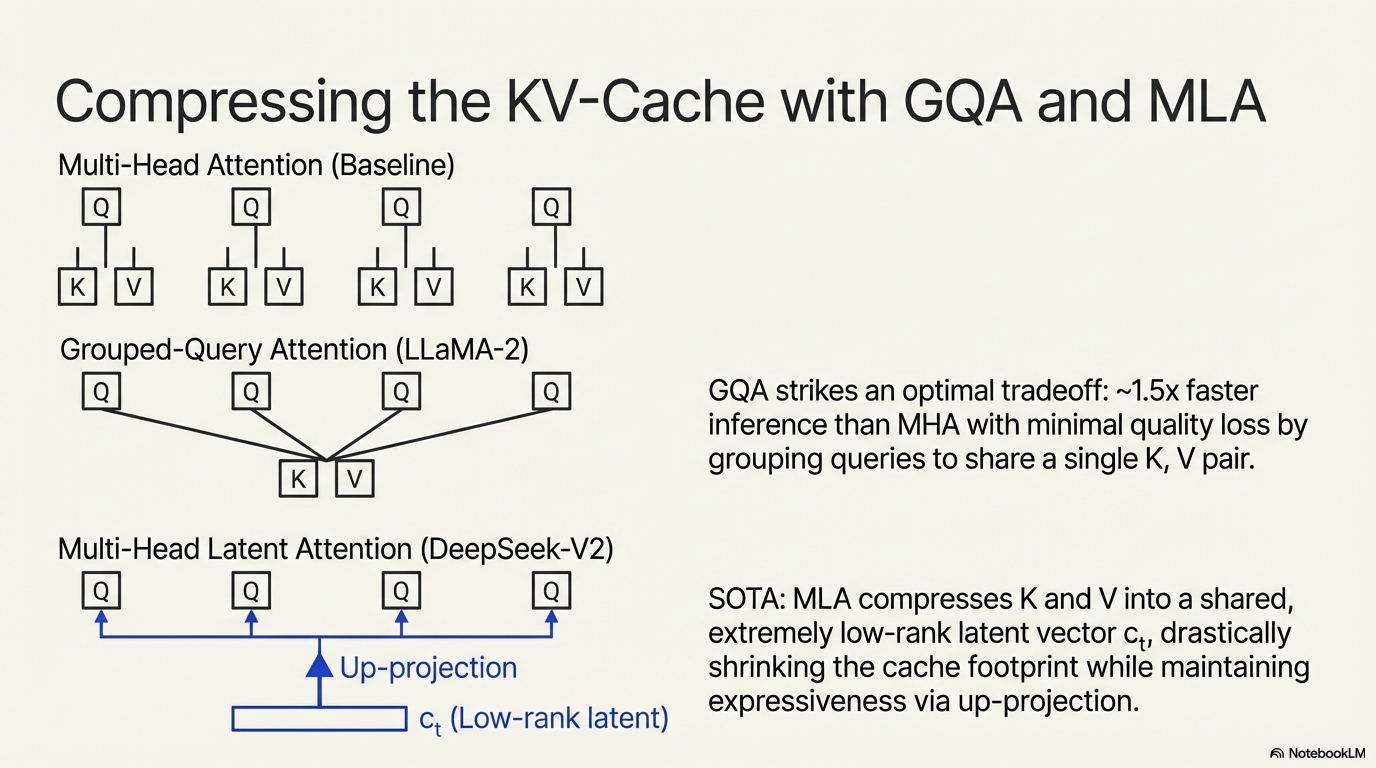 Compressing the KV-Cache with GQA and MLA
Multi-Head Attention (Baseline)
Q Q Q Q
K V K V K V K V
Grouped-Query Attention (LLaMA-2)
Q Q Q Q
K V
GQA strikes an optimal tradeoff: ~1.5x faster
inference than MHA with minimal quality loss by
grouping queries to share a single K, V pair.
Multi-Head Latent Attention (DeepSeek-V2)
Q Q Q Q
Up-projection
cₜ (Low-rank latent)
SOTA: MLA compresses K and V into a shared,
extremely low-rank latent vector cₜ, drastically
shrinking the cache footprint while maintaining
expressiveness via up-projection.
NotebookLM